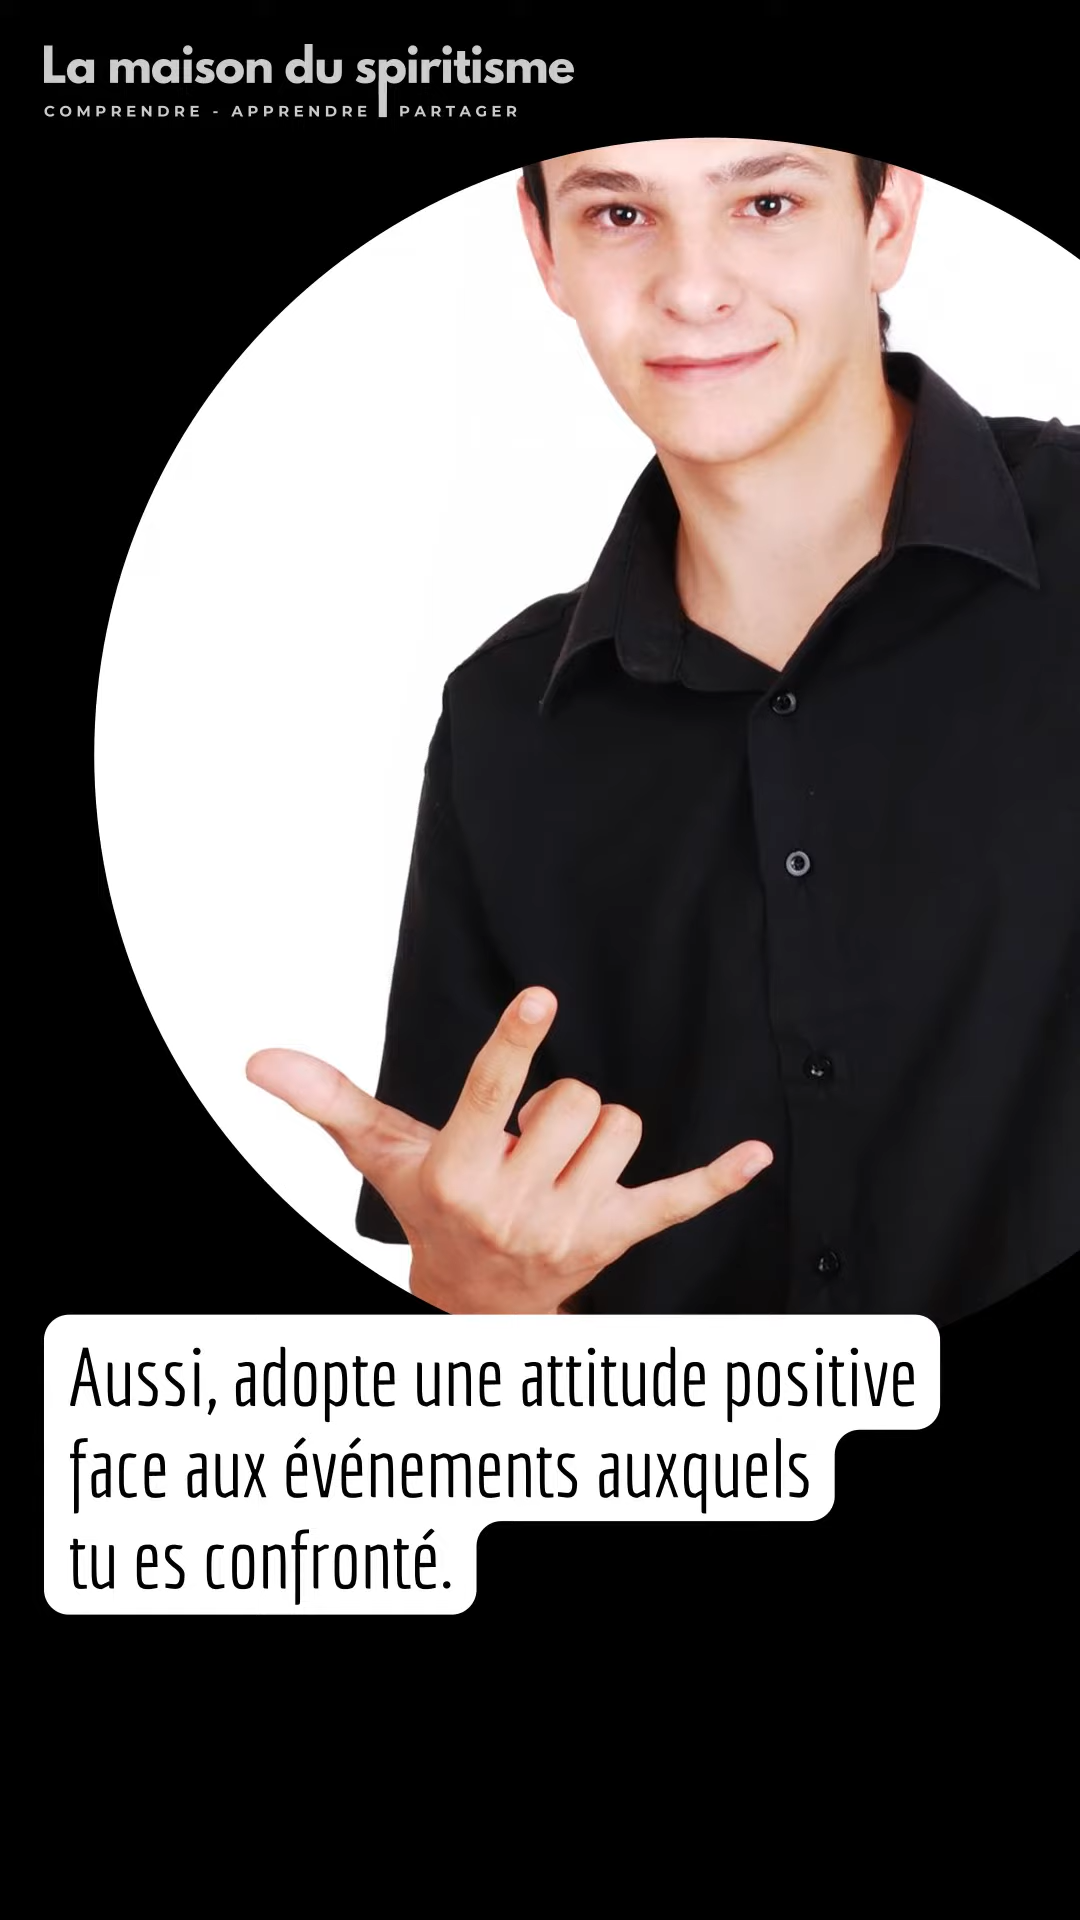 La maison du spiritisme
COMPRENDRE - APPRENDRE PARTAGER
Aussi, adopte une attitude positive
face aux événements auxquels
tu es confronté.